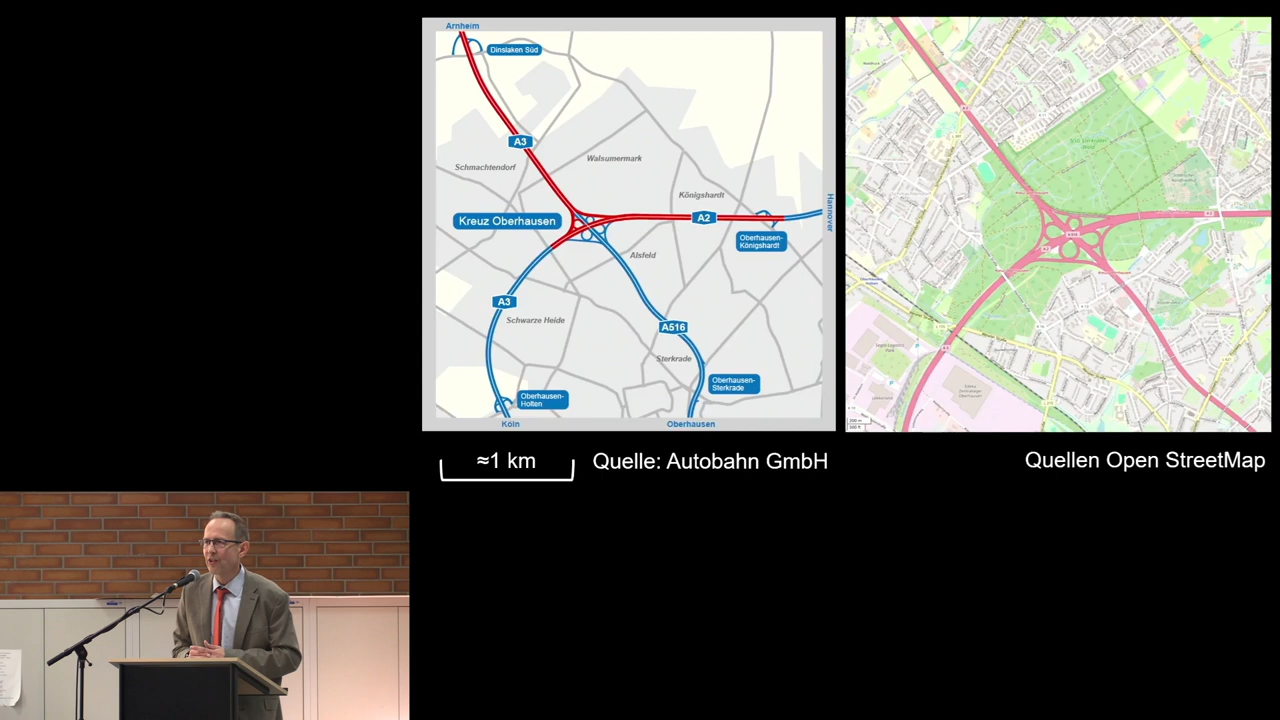 Arnheim
Dinslaken Süd
A3
Schmachtendorf
Walsumermark
Königshardt
Hannover
Kreuz Oberhausen
A2
Oberhausen-
Königshardt
Alsfeld
A3
Schwarze Heide
A516
Sterkrade
Oberhausen-
Sterkrade
Oberhausen-
Holten
Köln
Oberhausen
≈1 km
Quelle: Autobahn GmbH
Quellen Open StreetMap